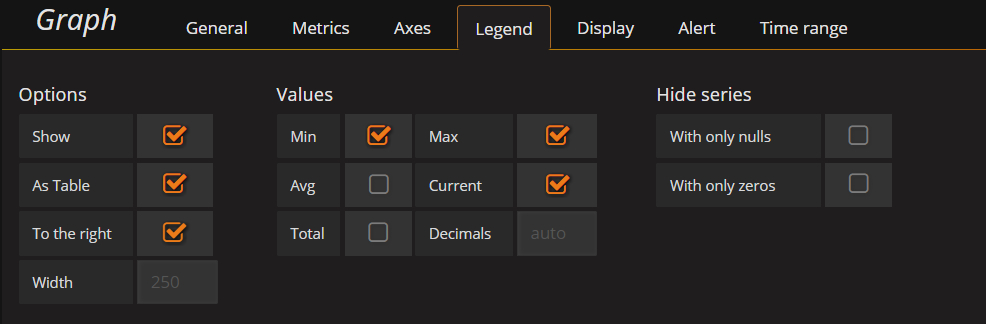 Graph General Metrics Axes Legend Display Alert Time range
Options Values Hide series
Show Min Max With only nulls
As Table Avg Current With only zeros
To the right Total Decimals auto
Width 250